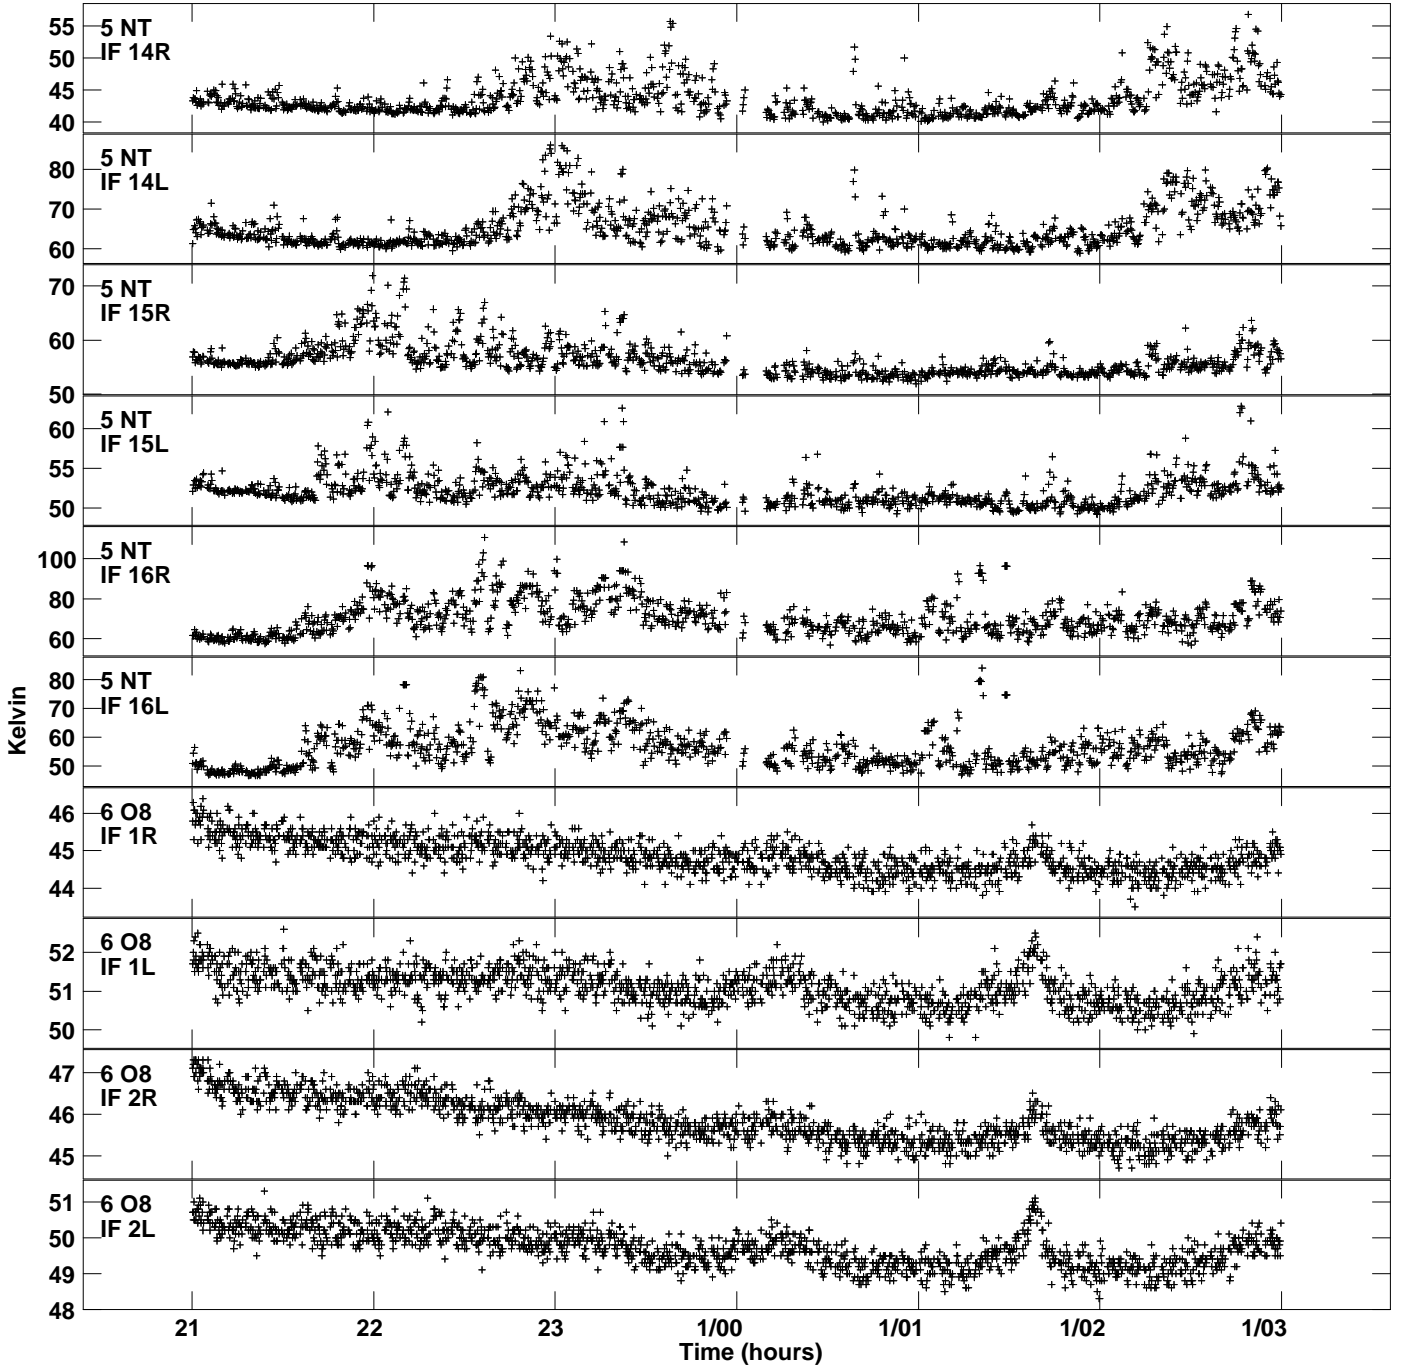 5 NT
IF 14R
55
50
45
40
5 NT
IF 14L
80
70
60
5 NT
IF 15R
70
60
50
5 NT
IF 15L
60
55
50
5 NT
IF 16R
100
80
60
5 NT
IF 16L
80
70
60
50
6 O8
IF 1R
46
45
44
6 O8
IF 1L
52
51
50
6 O8
IF 2R
47
46
45
6 O8
IF 2L
51
50
49
48
Kelvin
21 22 23 1/00 1/01 1/02 1/03
Time (hours)